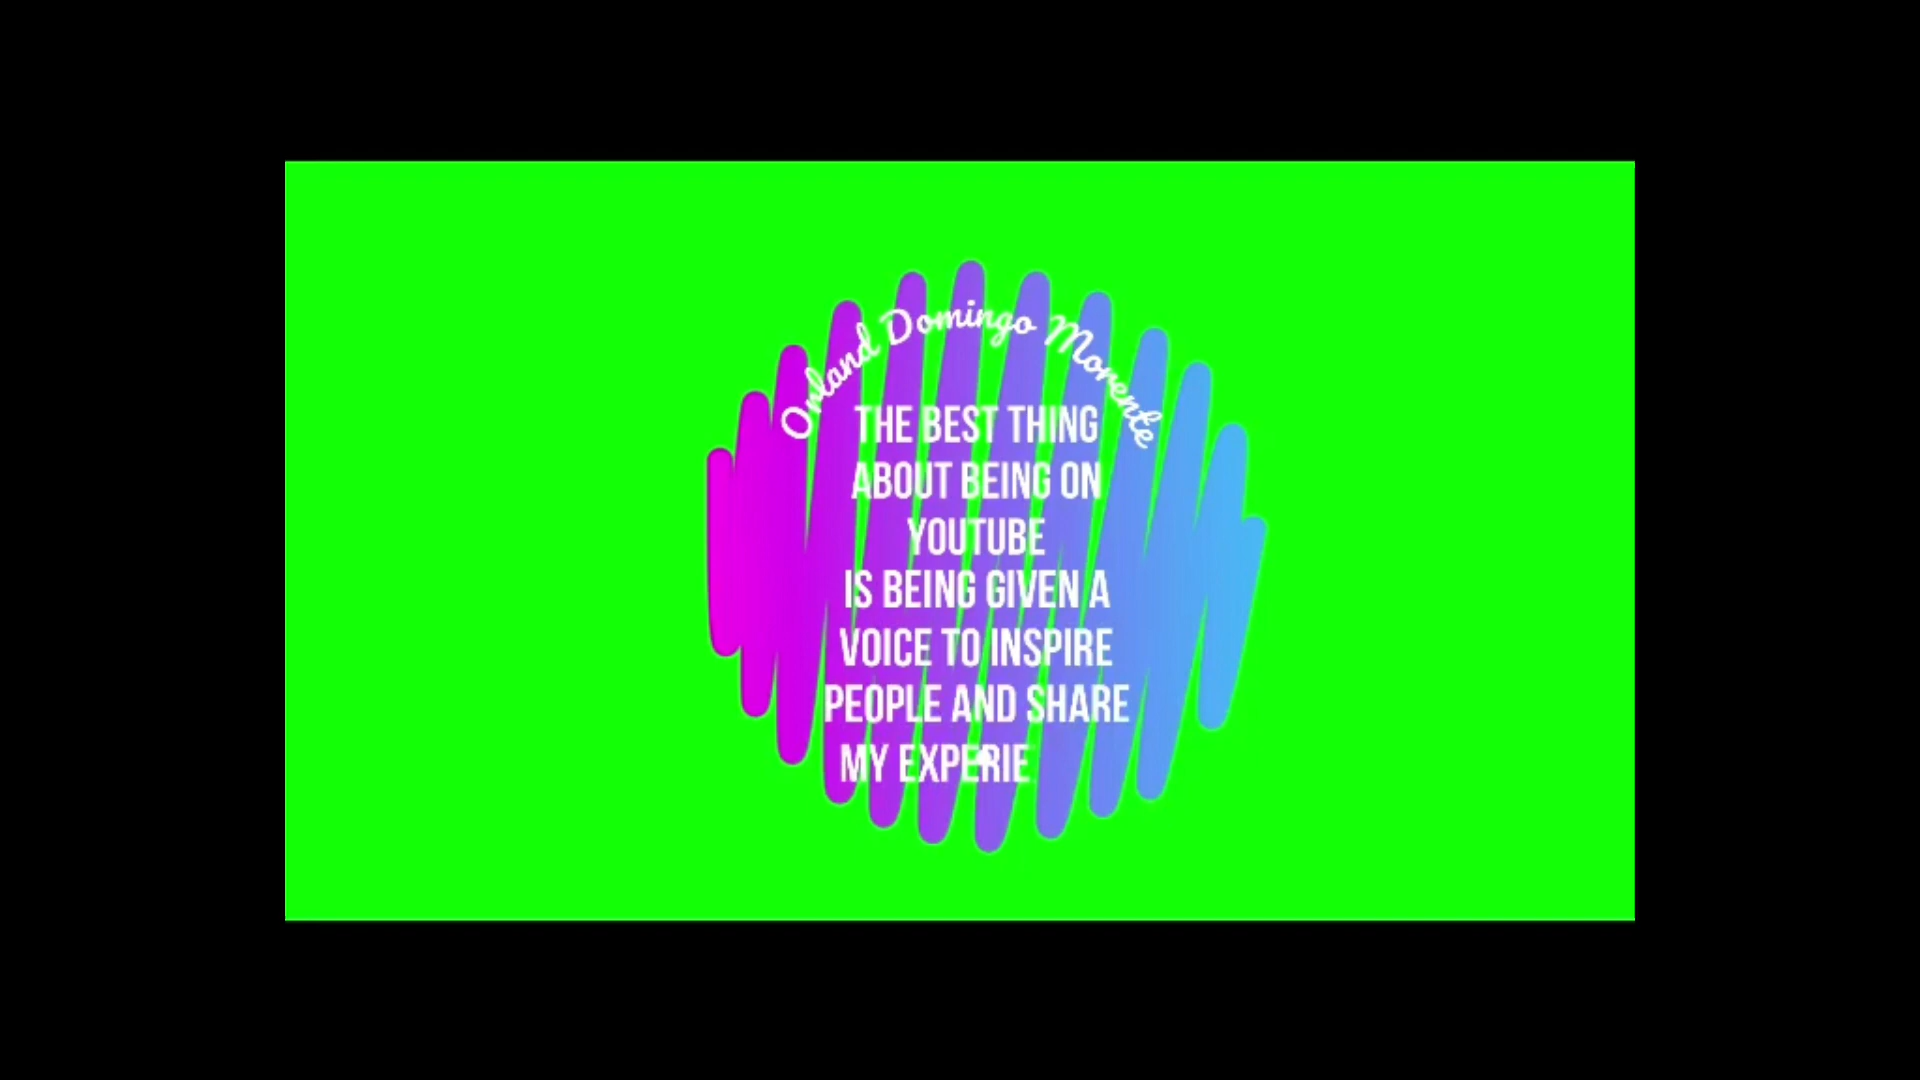 Orland Domingo Morente
THE BEST THING
ABOUT BEING ON
YOUTUBE
IS BEING GIVEN A
VOICE TO INSPIRE
PEOPLE AND SHARE
MY EXPERIE